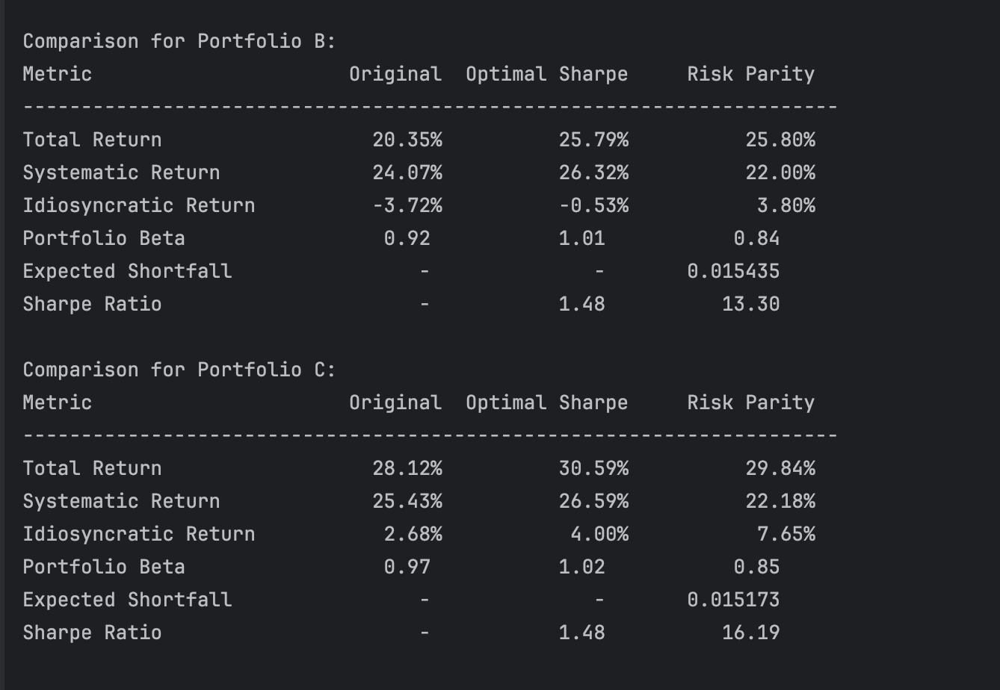 Comparison for Portfolio B:
Metric                      Original  Optimal Sharpe     Risk Parity
----------------------------------------------------------------------
Total Return                  20.35%          25.79%          25.80%
Systematic Return             24.07%          26.32%          22.00%
Idiosyncratic Return          -3.72%          -0.53%           3.80%
Portfolio Beta                 0.92           1.01           0.84
Expected Shortfall                -              -       0.015435
Sharpe Ratio                      -           1.48          13.30
Comparison for Portfolio C:
Metric                      Original  Optimal Sharpe     Risk Parity
----------------------------------------------------------------------
Total Return                  28.12%          30.59%          29.84%
Systematic Return             25.43%          26.59%          22.18%
Idiosyncratic Return           2.68%           4.00%           7.65%
Portfolio Beta                 0.97           1.02           0.85
Expected Shortfall                -              -       0.015173
Sharpe Ratio                      -           1.48          16.19